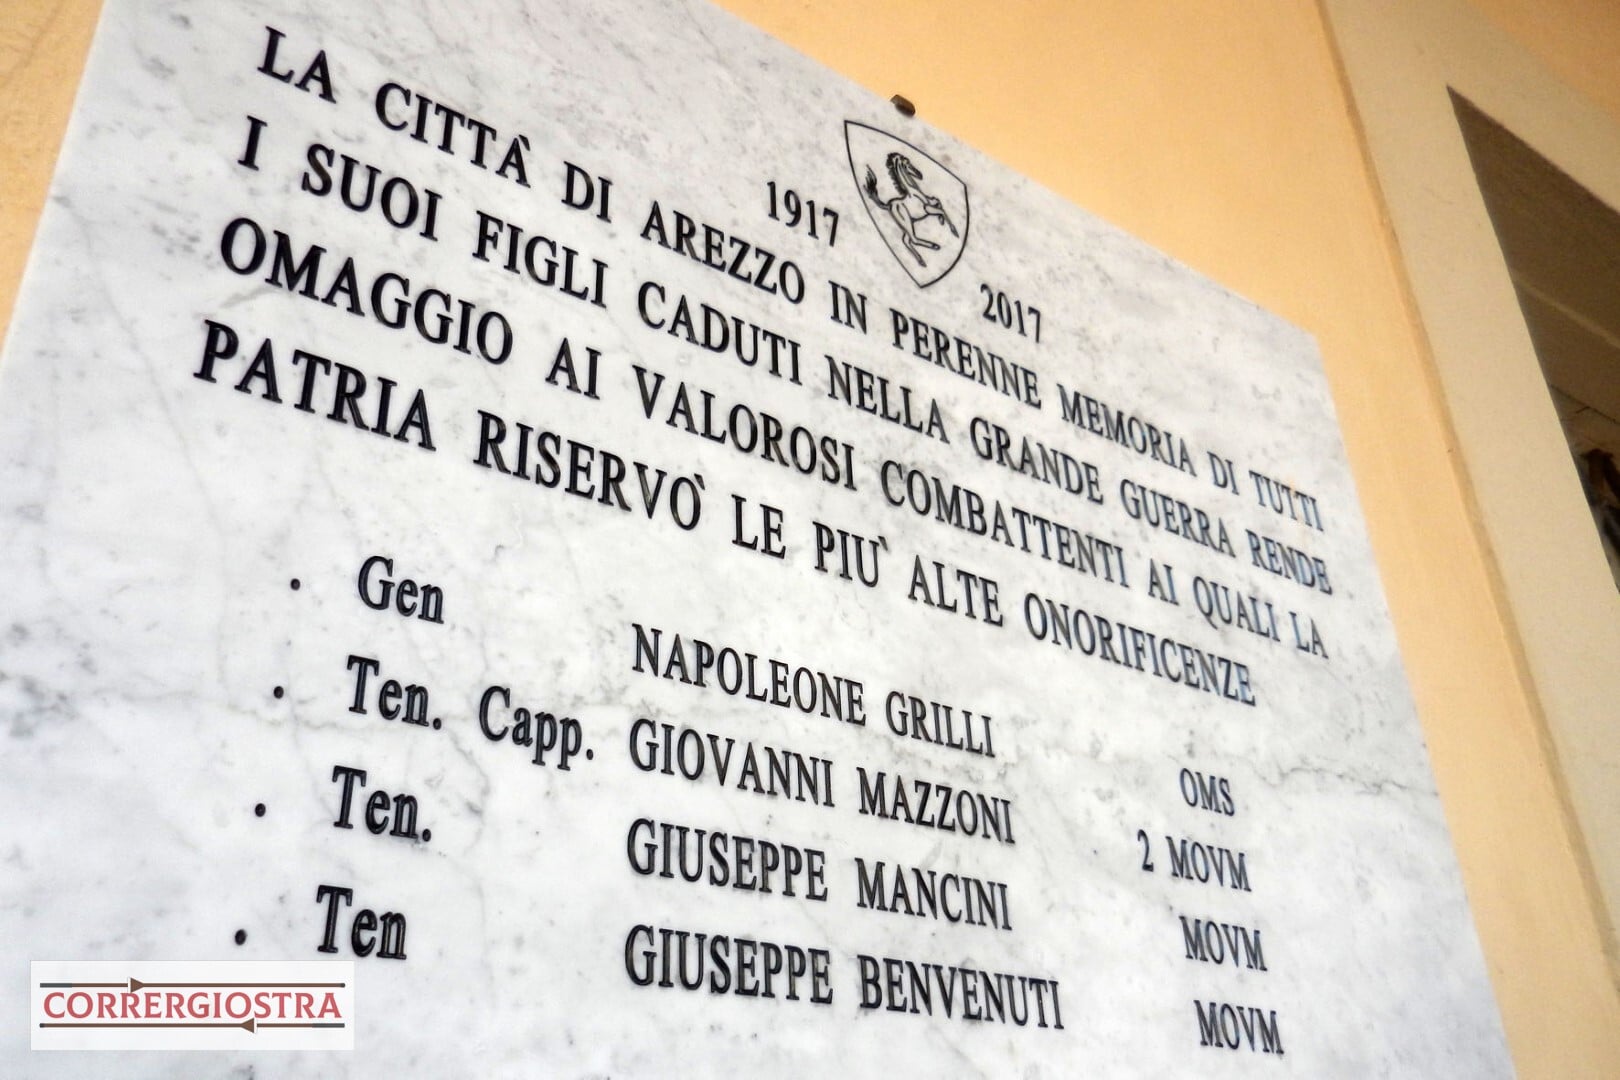 1917 2017
LA CITTÀ DI AREZZO IN PERENNE MEMORIA DI TUTTI
I SUOI FIGLI CADUTI NELLA GRANDE GUERRA RENDE
OMAGGIO AI VALOROSI COMBATTENTI AI QUALI LA
PATRIA RISERVO' LE PIU' ALTE ONORIFICENZE
. Gen NAPOLEONE GRILLI OMS
. Ten. Capp. GIOVANNI MAZZONI 2 MOVM
. Ten. GIUSEPPE MANCINI MOVM
. Ten GIUSEPPE BENVENUTI MOVM
CORRERGIOSTRA